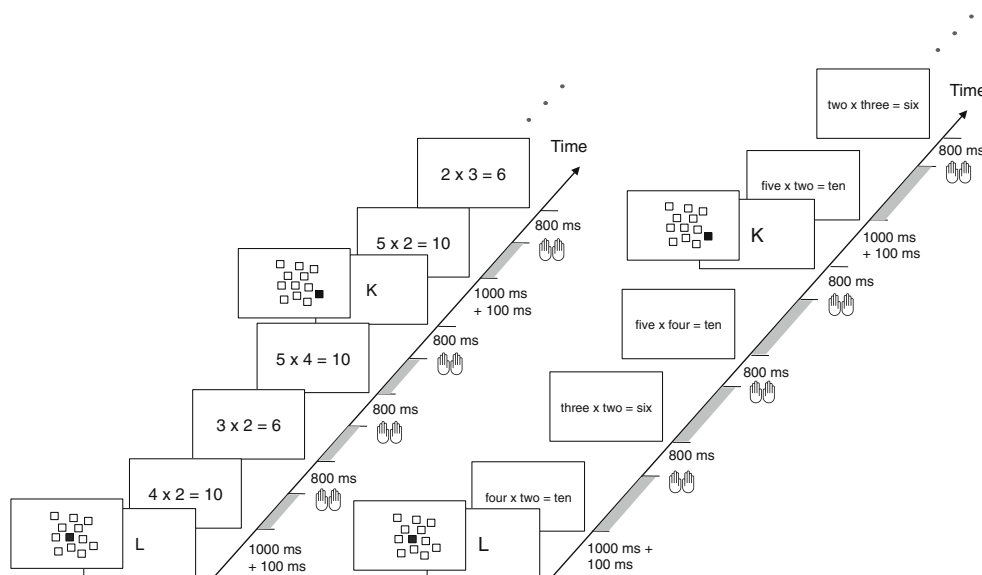 Time
2 x 3 = 6
800 ms
5 x 2 = 10
1000 ms
+ 100 ms
K
800 ms
5 x 4 = 10
800 ms
3 x 2 = 6
800 ms
4 x 2 = 10
L
1000 ms
+ 100 ms
Time
two x three = six
800 ms
five x two = ten
1000 ms
+ 100 ms
K
800 ms
five x four = ten
800 ms
three x two = six
800 ms
four x two = ten
L
1000 ms +
100 ms